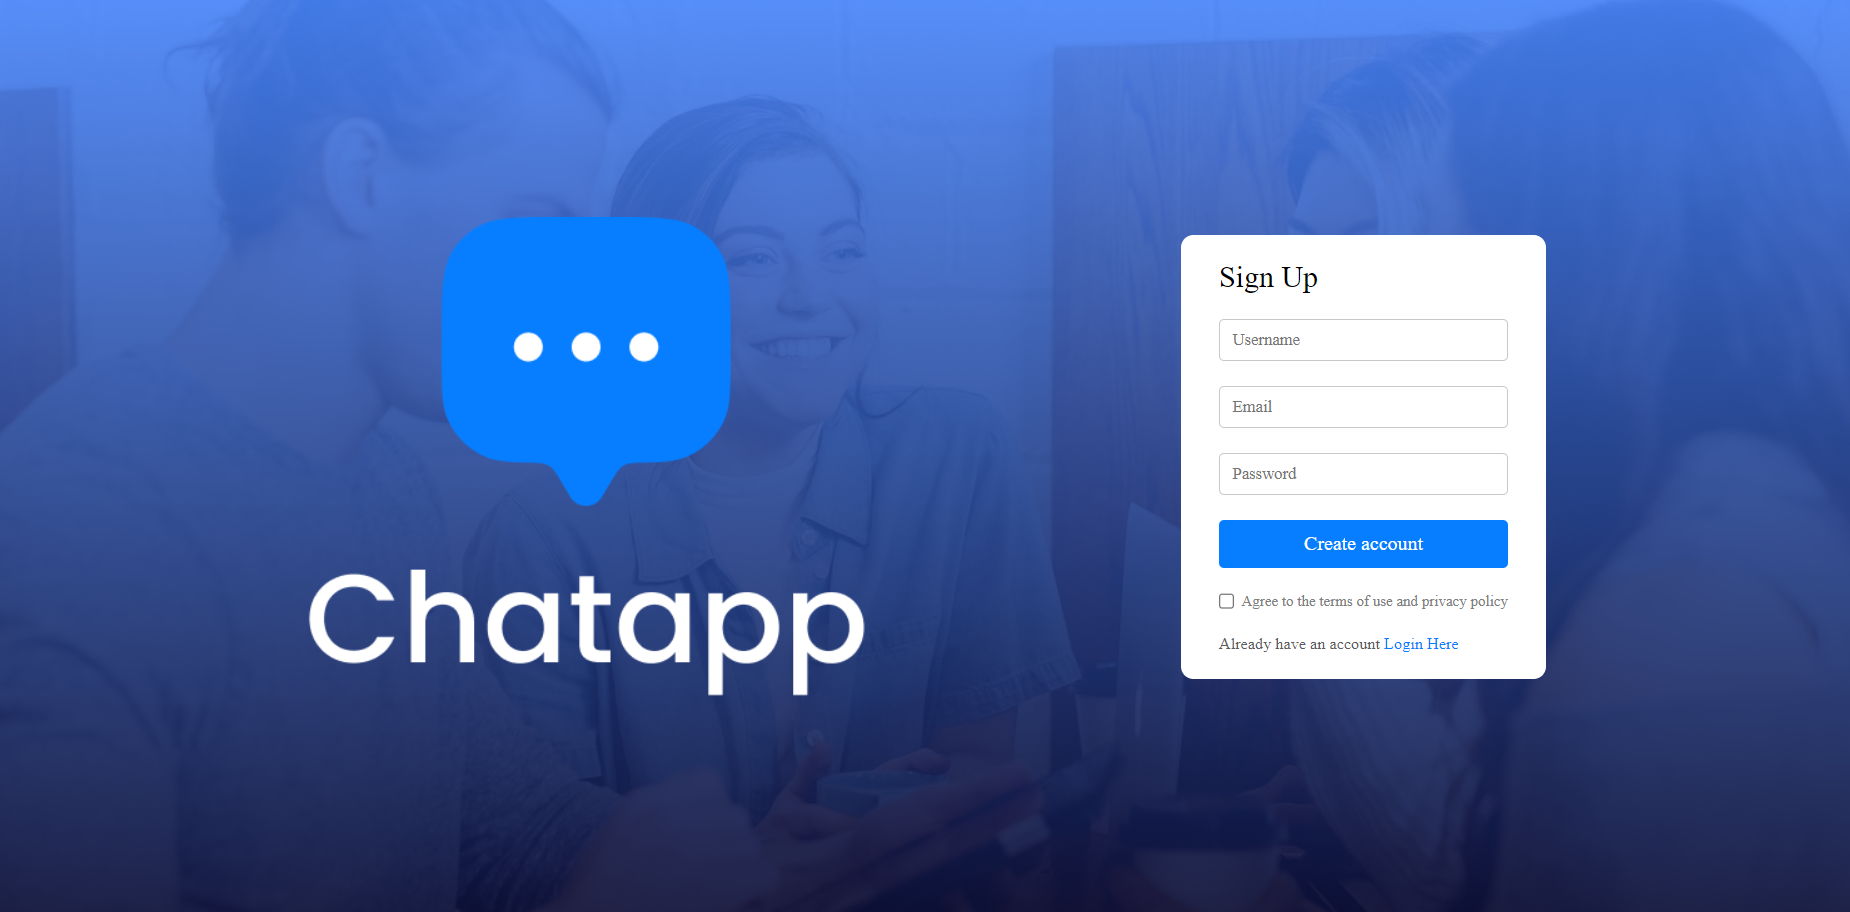 Chatapp
Sign Up
Username
Email
Password
Create account
Agree to the terms of use and privacy policy
Already have an account Login Here